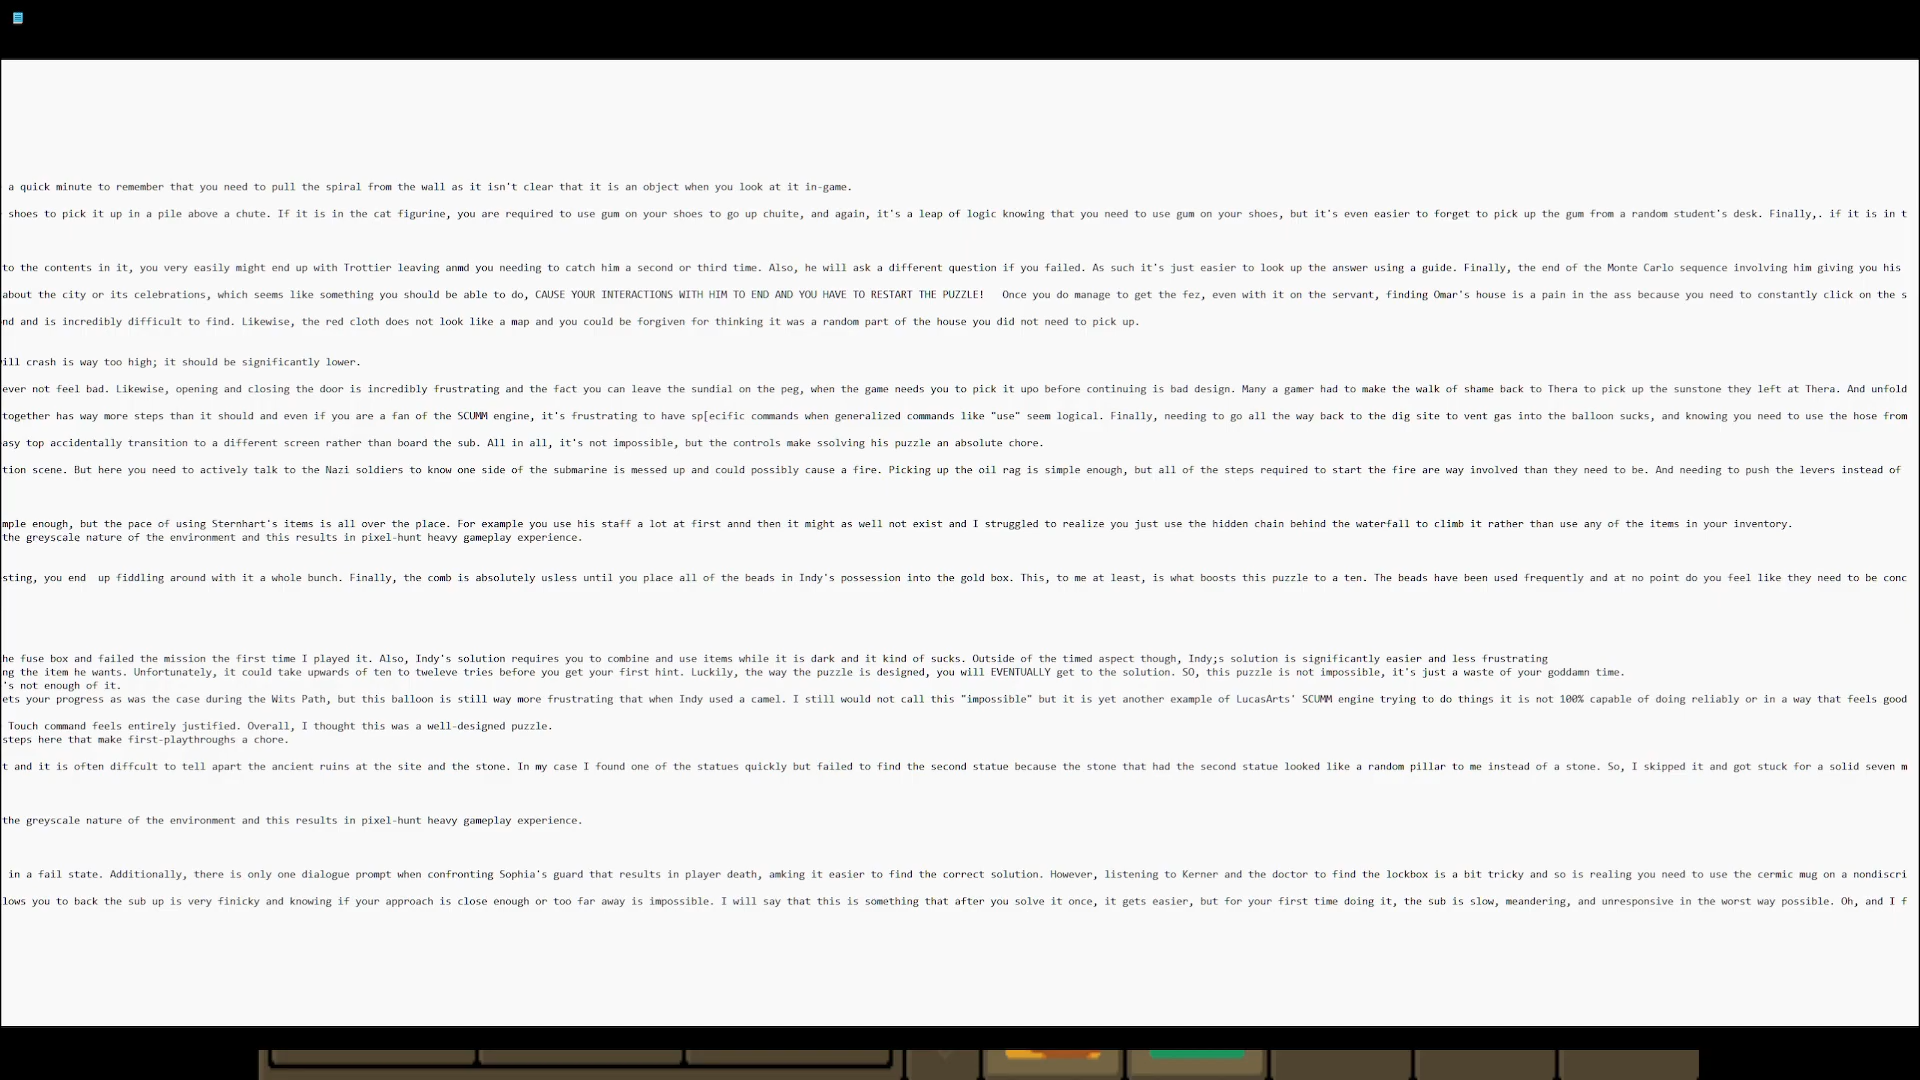 a quick minute to remember that you need to pull the spiral from the wall as it isn't clear that it is an object when you look at it in-game.
shoes to pick it up in a pile above a chute. If it is in the cat figurine, you are required to use gum on your shoes to go up chuite, and again, it's a leap of logic knowing that you need to use gum on your shoes, but it's even easier to forget to pick up the gum from a random student's desk. Finally,. if it is in t
to the contents in it, you very easily might end up with Trottier leaving anmd you needing to catch him a second or third time. Also, he will ask a different question if you failed. As such it's just easier to look up the answer using a guide. Finally, the end of the Monte Carlo sequence involving him giving you his
about the city or its celebrations, which seems like something you should be able to do, CAUSE YOUR INTERACTIONS WITH HIM TO END AND YOU HAVE TO RESTART THE PUZZLE!   Once you do manage to get the fez, even with it on the servant, finding Omar's house is a pain in the ass because you need to constantly click on the s
nd and is incredibly difficult to find. Likewise, the red cloth does not look like a map and you could be forgiven for thinking it was a random part of the house you did not need to pick up.
ill crash is way too high; it should be significantly lower.
ever not feel bad. Likewise, opening and closing the door is incredibly frustrating and the fact you can leave the sundial on the peg, when the game needs you to pick it upo before continuing is bad design. Many a gamer had to make the walk of shame back to Thera to pick up the sunstone they left at Thera. And unfold
together has way more steps than it should and even if you are a fan of the SCUMM engine, it's frustrating to have sp[ecific commands when generalized commands like "use" seem logical. Finally, needing to go all the way back to the dig site to vent gas into the balloon sucks, and knowing you need to use the hose from
asy top accidentally transition to a different screen rather than board the sub. All in all, it's not impossible, but the controls make ssolving his puzzle an absolute chore.
tion scene. But here you need to actively talk to the Nazi soldiers to know one side of the submarine is messed up and could possibly cause a fire. Picking up the oil rag is simple enough, but all of the steps required to start the fire are way involved than they need to be. And needing to push the levers instead of
mple enough, but the pace of using Sternhart's items is all over the place. For example you use his staff a lot at first annd then it might as well not exist and I struggled to realize you just use the hidden chain behind the waterfall to climb it rather than use any of the items in your inventory.
the greyscale nature of the environment and this results in pixel-hunt heavy gameplay experience.
sting, you end  up fiddling around with it a whole bunch. Finally, the comb is absolutely usless until you place all of the beads in Indy's possession into the gold box. This, to me at least, is what boosts this puzzle to a ten. The beads have been used frequently and at no point do you feel like they need to be conc
he fuse box and failed the mission the first time I played it. Also, Indy's solution requires you to combine and use items while it is dark and it kind of sucks. Outside of the timed aspect though, Indy;s solution is significantly easier and less frustrating
ng the item he wants. Unfortunately, it could take upwards of ten to tweleve tries before you get your first hint. Luckily, the way the puzzle is designed, you will EVENTUALLY get to the solution. SO, this puzzle is not impossible, it's just a waste of your goddamn time.
's not enough of it.
ets your progress as was the case during the Wits Path, but this balloon is still way more frustrating that when Indy used a camel. I still would not call this "impossible" but it is yet another example of LucasArts' SCUMM engine trying to do things it is not 100% capable of doing reliably or in a way that feels good
Touch command feels entirely justified. Overall, I thought this was a well-designed puzzle.
steps here that make first-playthroughs a chore.
t and it is often diffcult to tell apart the ancient ruins at the site and the stone. In my case I found one of the statues quickly but failed to find the second statue because the stone that had the second statue looked like a random pillar to me instead of a stone. So, I skipped it and got stuck for a solid seven m
the greyscale nature of the environment and this results in pixel-hunt heavy gameplay experience.
in a fail state. Additionally, there is only one dialogue prompt when confronting Sophia's guard that results in player death, amking it easier to find the correct solution. However, listening to Kerner and the doctor to find the lockbox is a bit tricky and so is realing you need to use the cermic mug on a nondiscri
lows you to back the sub up is very finicky and knowing if your approach is close enough or too far away is impossible. I will say that this is something that after you solve it once, it gets easier, but for your first time doing it, the sub is slow, meandering, and unresponsive in the worst way possible. Oh, and I f